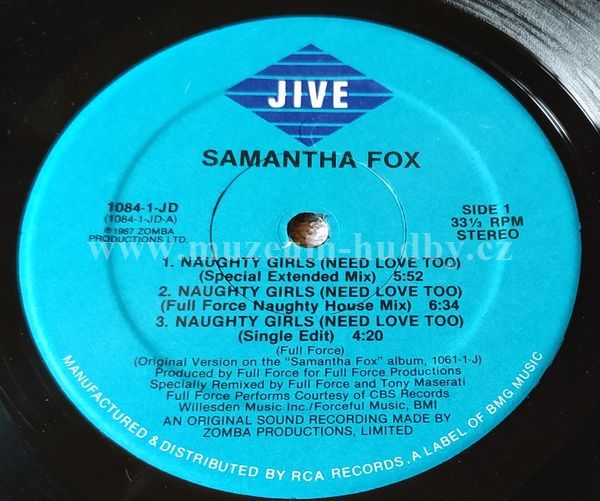 JIVE
SAMANTHA FOX
1084-1-JD
(1084-1-JD-A)
℗1987 ZOMBA
PRODUCTIONS LTD.
SIDE 1
33⅓ RPM
STEREO
www.muzeum-hudby.cz
1. NAUGHTY GIRLS (NEED LOVE TOO)
(Special Extended Mix) 5:52
2. NAUGHTY GIRLS (NEED LOVE TOO)
(Full Force Naughty House Mix) 6:34
3. NAUGHTY GIRLS (NEED LOVE TOO)
(Single Edit) 4:20
(Full Force)
(Original Version on the "Samantha Fox" album, 1061-1-J)
Produced by Full Force for Full Force Productions
Specially Remixed by Full Force and Tony Maserati
Full Force Performs Courtesy of CBS Records
Willesden Music Inc./Forceful Music, BMI
AN ORIGINAL SOUND RECORDING MADE BY
ZOMBA PRODUCTIONS, LIMITED
MANUFACTURED & DISTRIBUTED BY RCA RECORDS. A LABEL OF BMG MUSIC